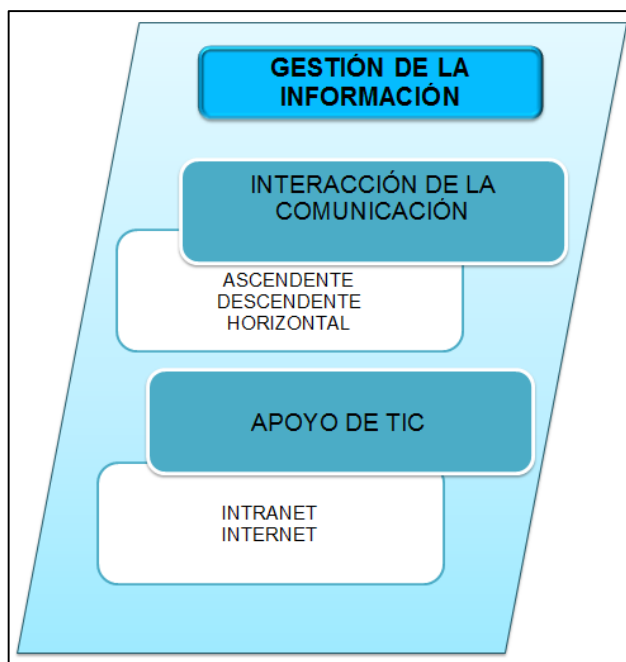 GESTIÓN DE LA
INFORMACIÓN
INTERACCIÓN DE LA
COMUNICACIÓN
ASCENDENTE
DESCENDENTE
HORIZONTAL
APOYO DE TIC
INTRANET
INTERNET